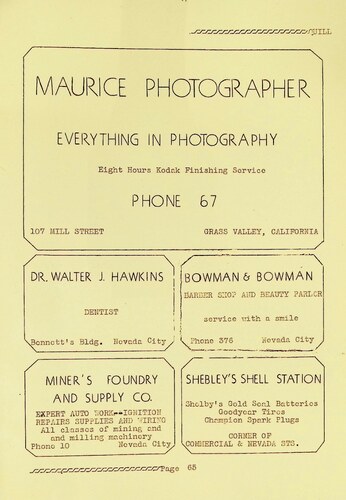 QUILL
MAURICE PHOTOGRAPHER
EVERYTHING IN PHOTOGRAPHY
Eight Hours Kodak Finishing Service
PHONE 67
107 MILL STREET GRASS VALLEY, CALIFORNIA
DR. WALTER J. HAWKINS
DENTIST
Bennett's Bldg. Nevada City
BOWMAN & BOWMAN
BARBER SHOP AND BEAUTY PARLOR
service with a smile
Phone 376 Nevada City
MINER'S FOUNDRY
AND SUPPLY CO.
EXPERT AUTO WORK--IGNITION
REPAIRS SUPPLIES AND WIRING
All classes of mining and
and milling machinery
Phone 10 Nevada City
SHEBLEY'S SHELL STATION
Shelby's Gold Seal Batteries
Goodyear Tires
Champion Spark Plugs
CORNER OF
COMMERCIAL & NEVADA STS.
Page 65